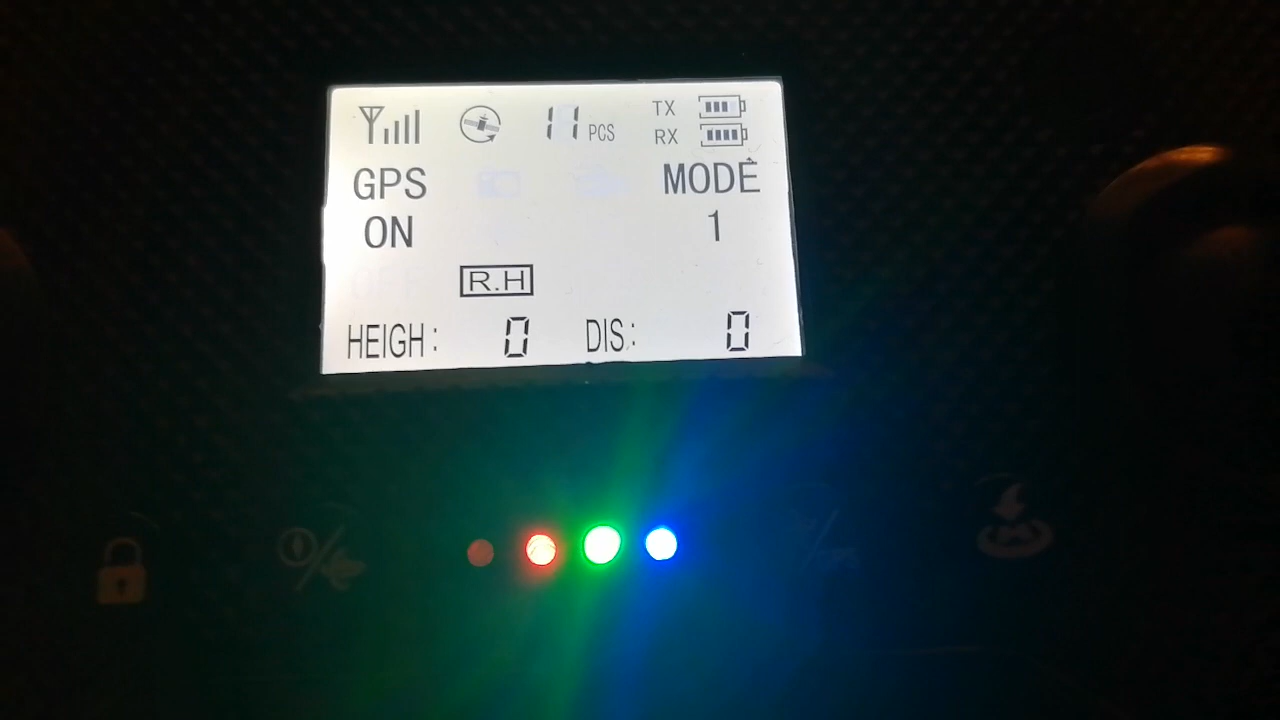 11 PCS TX
RX
GPS MODE
ON 1
R.H
HEIGH: 0 DIS.: 0